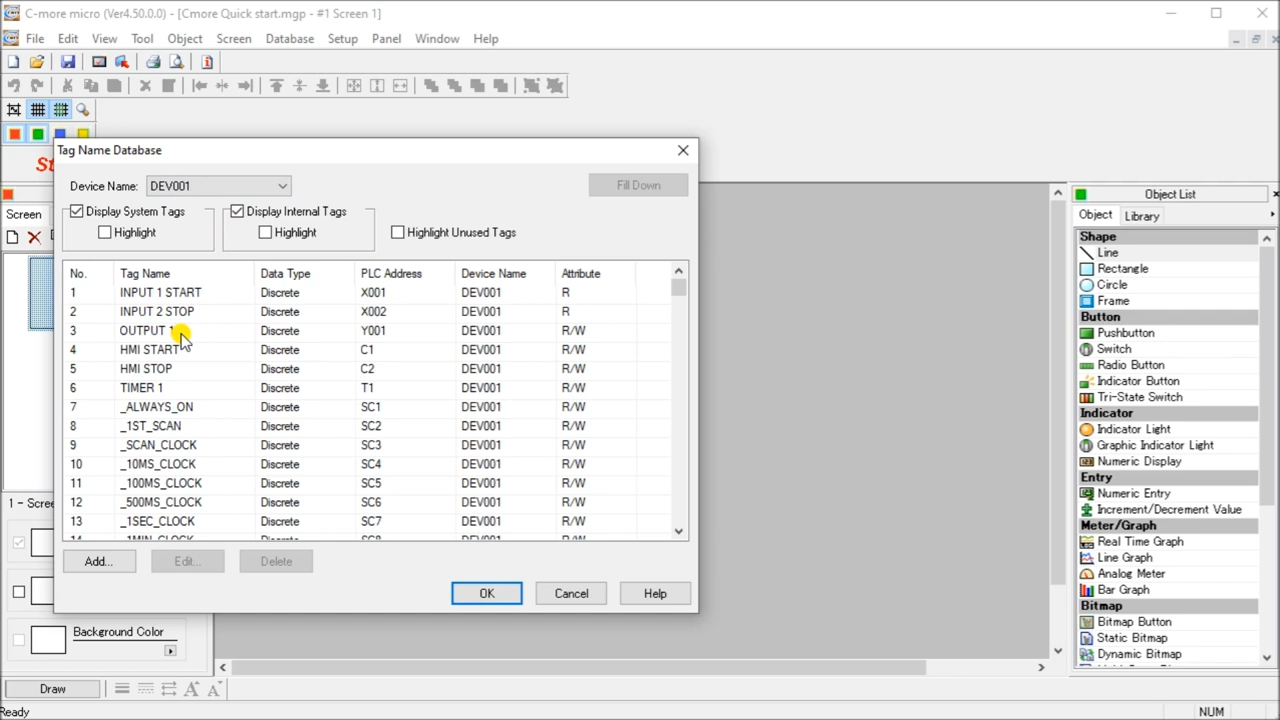 C-more micro (Ver4.50.0.0) - [Cmore Quick start.mgp - #1 Screen 1]
File Edit View Tool Object Screen Database Setup Panel Window Help
Tag Name Database
Device Name: DEV001
Fill Down
Display System Tags
Display Internal Tags
Highlight
Highlight
Highlight Unused Tags
No. Tag Name Data Type PLC Address Device Name Attribute
1 INPUT 1 START Discrete X001 DEV001 R
2 INPUT 2 STOP Discrete X002 DEV001 R
3 OUTPUT 1 Discrete Y001 DEV001 R/W
4 HMI START Discrete C1 DEV001 R/W
5 HMI STOP Discrete C2 DEV001 R/W
6 TIMER 1 Discrete T1 DEV001 R/W
7 _ALWAYS_ON Discrete SC1 DEV001 R/W
8 _1ST_SCAN Discrete SC2 DEV001 R/W
9 _SCAN_CLOCK Discrete SC3 DEV001 R/W
10 _10MS_CLOCK Discrete SC4 DEV001 R/W
11 _100MS_CLOCK Discrete SC5 DEV001 R/W
12 _500MS_CLOCK Discrete SC6 DEV001 R/W
13 _1SEC_CLOCK Discrete SC7 DEV001 R/W
14 _1MIN_CLOCK Discrete SC8 DEV001 R/W
Add... Edit... Delete
OK Cancel Help
St
Screen
1 - Scree
Background Color
Draw
Ready
NUM
Object List
Object Library
Shape
Line
Rectangle
Circle
Frame
Button
Pushbutton
Switch
Radio Button
Indicator Button
Tri-State Switch
Indicator
Indicator Light
Graphic Indicator Light
Numeric Display
Entry
Numeric Entry
Increment/Decrement Value
Meter/Graph
Real Time Graph
Line Graph
Analog Meter
Bar Graph
Bitmap
Bitmap Button
Static Bitmap
Dynamic Bitmap